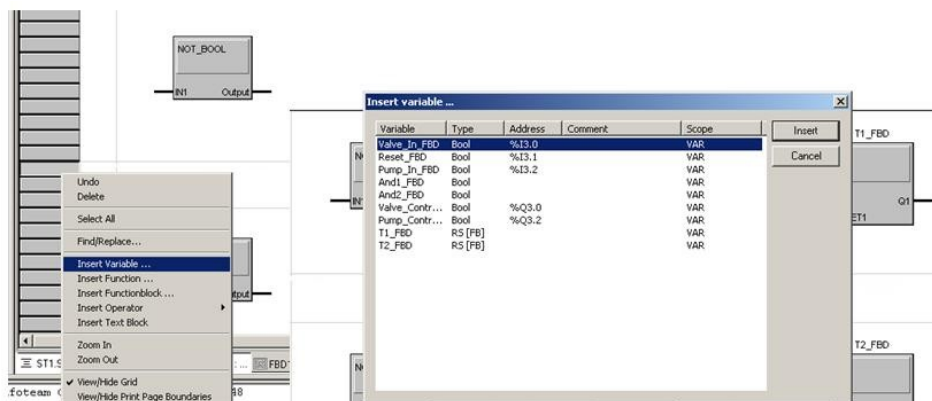 NOT_BOOL
IN1 Output
Undo
Delete
Select All
Find/Replace...
Insert Variable ...
Insert Function ...
Insert Functionblock ...
Insert Operator
Insert Text Block
Zoom In
Zoom Out
View/Hide Grid
View/Hide Print Page Boundaries
FBD
Insert variable ...
Variable Type Address Comment Scope
Valve_In_FBD Bool %I3.0 VAR
Reset_FBD Bool %I3.1 VAR
Pump_In_FBD Bool %I3.2 VAR
And1_FBD Bool VAR
And2_FBD Bool VAR
Valve_Contr... Bool %Q3.0 VAR
Pump_Contr... Bool %Q3.2 VAR
T1_FBD RS [FB] VAR
T2_FBD RS [FB] VAR
Insert
Cancel
T1_FBD
Q1
ET1
T2_FBD